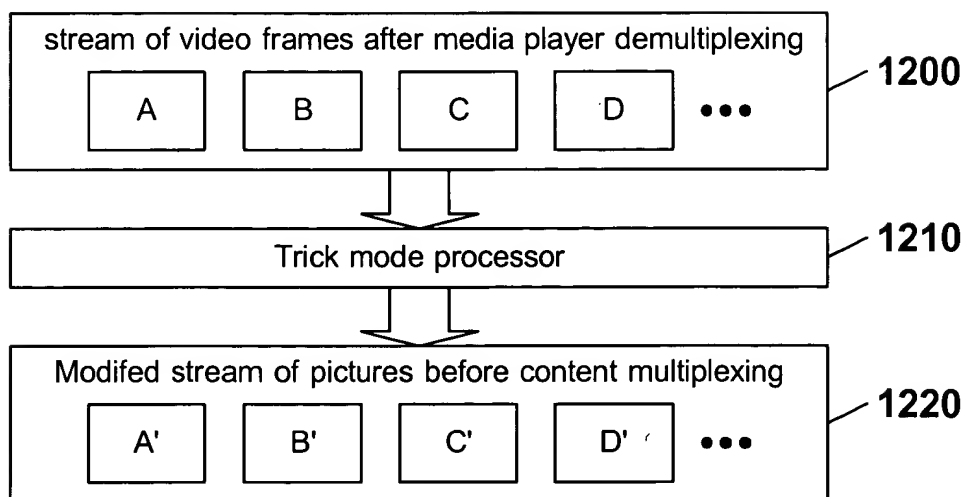 stream of video frames after media player demultiplexing
1200
A B C D •••
Trick mode processor
1210
Modifed stream of pictures before content multiplexing
1220
A' B' C' D' •••